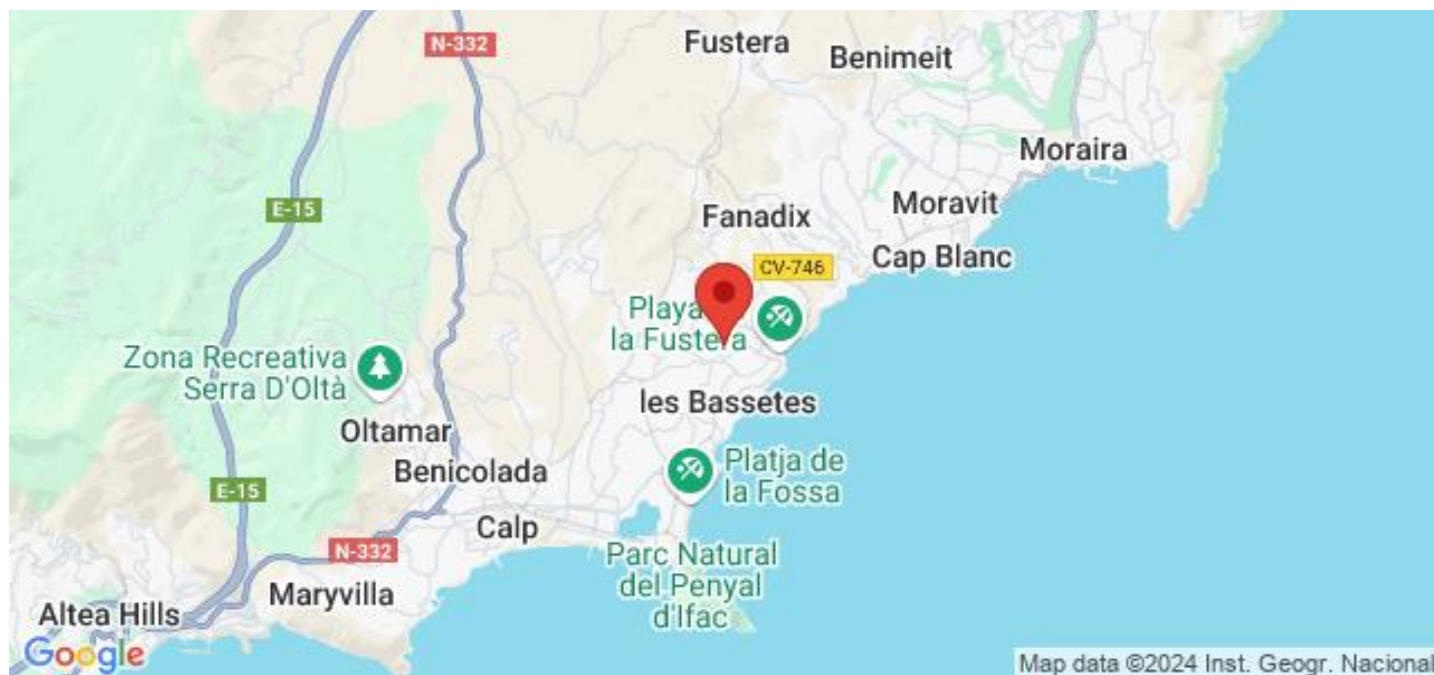 N-332
Fustera
Benimeit
Moraira
E-15
Moravit
Fanadix
Cap Blanc
CV-746
Playa
la Fustera
Zona Recreativa
Serra D'Oltà
les Bassetes
Oltamar
Benicolada
Platja de
la Fossa
E-15
Calp
N-332
Parc Natural
del Penyal
d'Ifac
Maryvilla
Altea Hills
Google
Map data ©2024 Inst. Geogr. Nacional